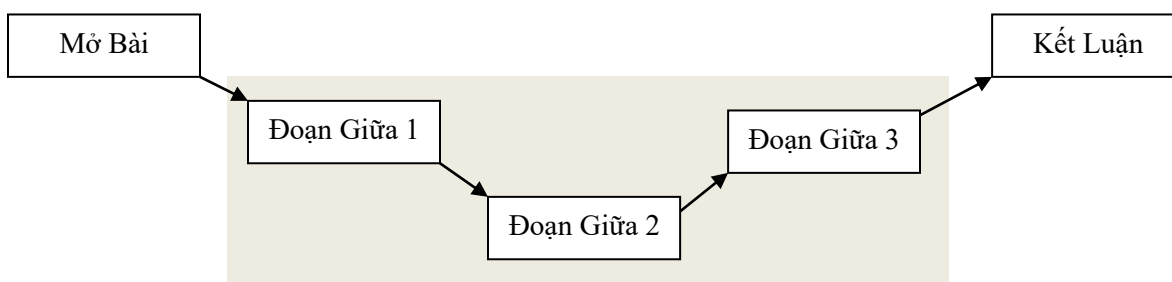 Mở Bài
Đoạn Giữa 1
Đoạn Giữa 2
Đoạn Giữa 3
Kết Luận